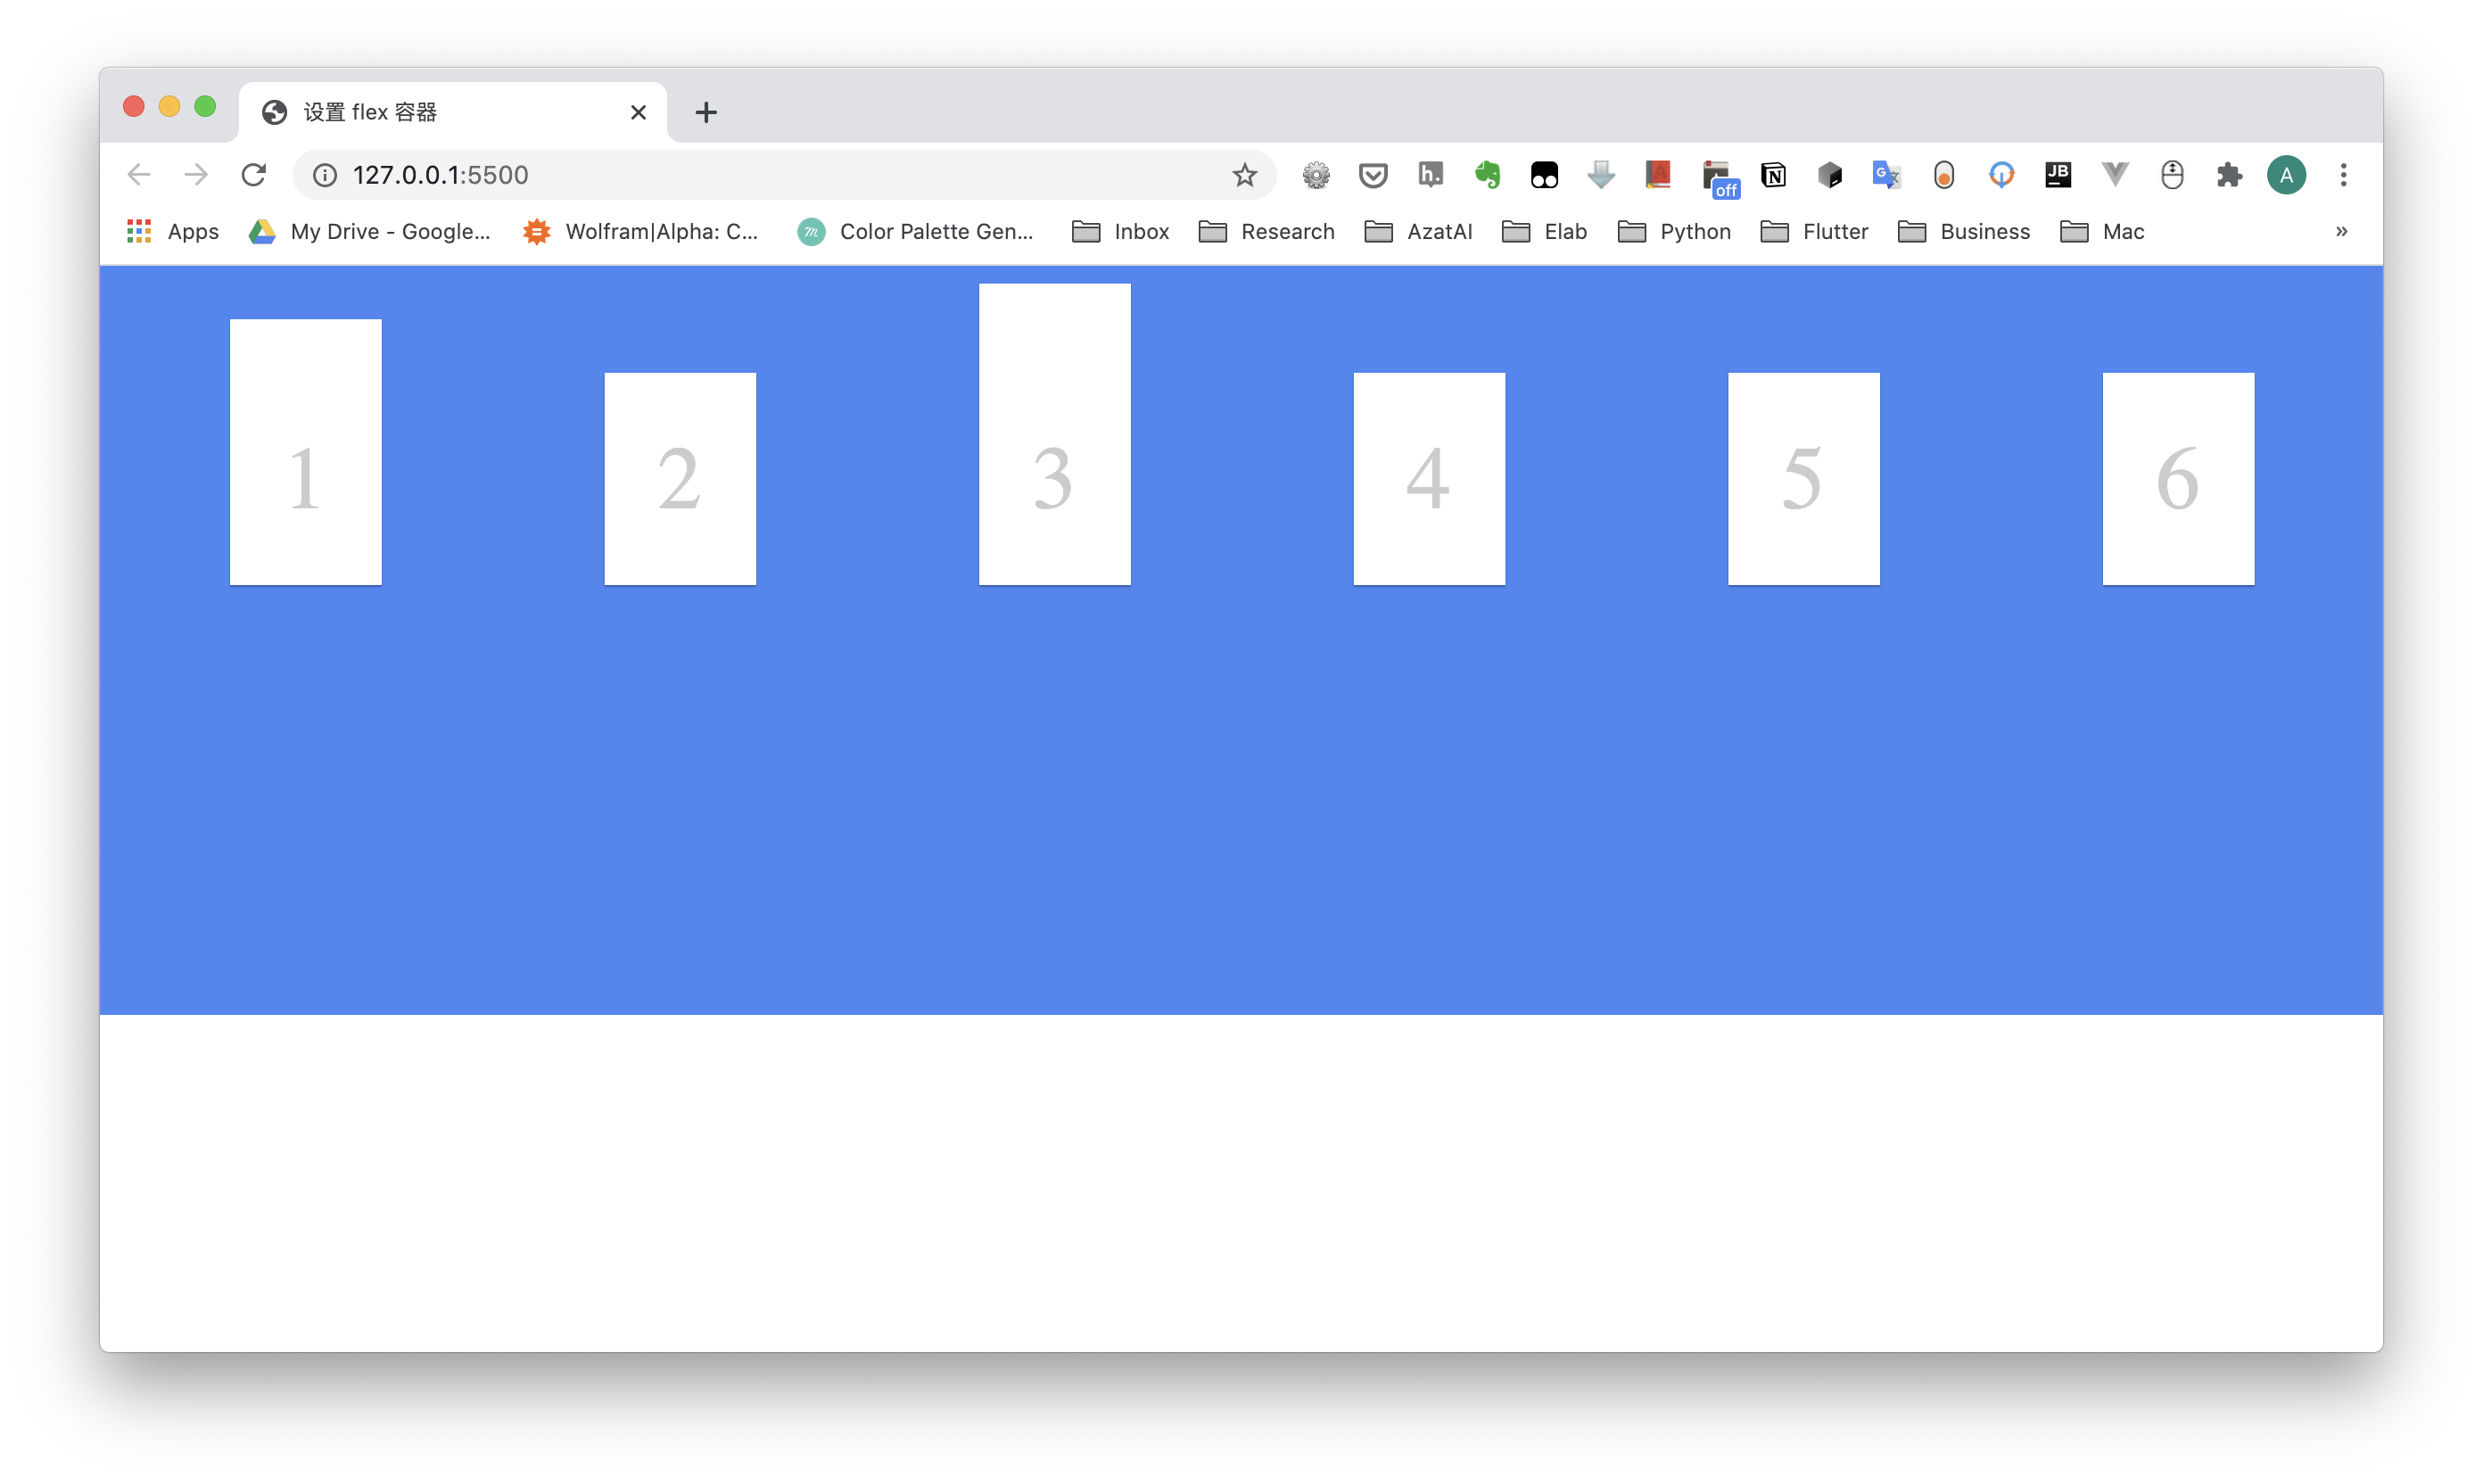 设置 flex 容器
127.0.0.1:5500
h.
off
N
G
JB
A
Apps
My Drive - Google...
Wolfram|Alpha: C...
m
Color Palette Gen...
Inbox
Research
AzatAI
Elab
Python
Flutter
Business
Mac
»
1
2
3
4
5
6